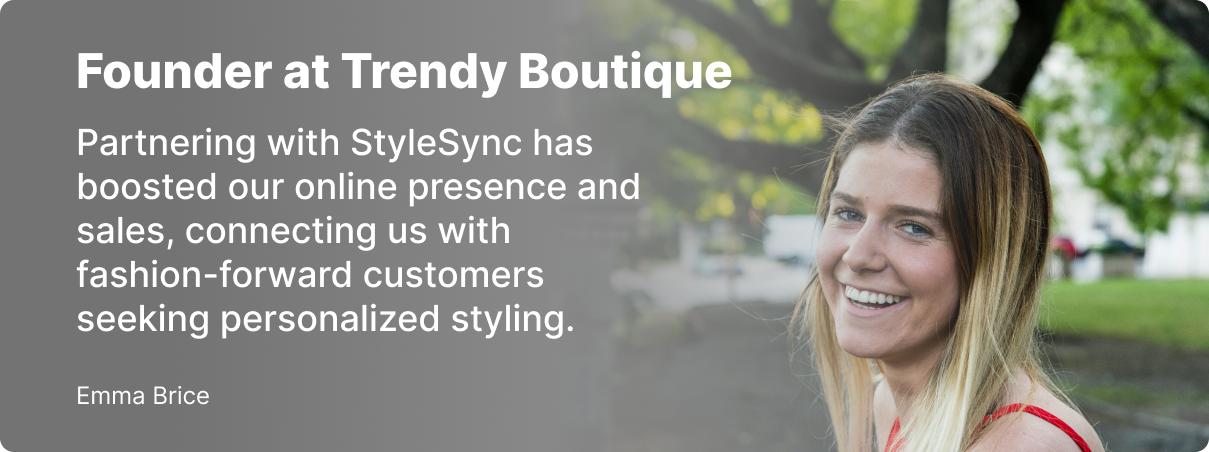 Founder at Trendy Boutique
Partnering with StyleSync has
boosted our online presence and
sales, connecting us with
fashion-forward customers
seeking personalized styling.
Emma Brice